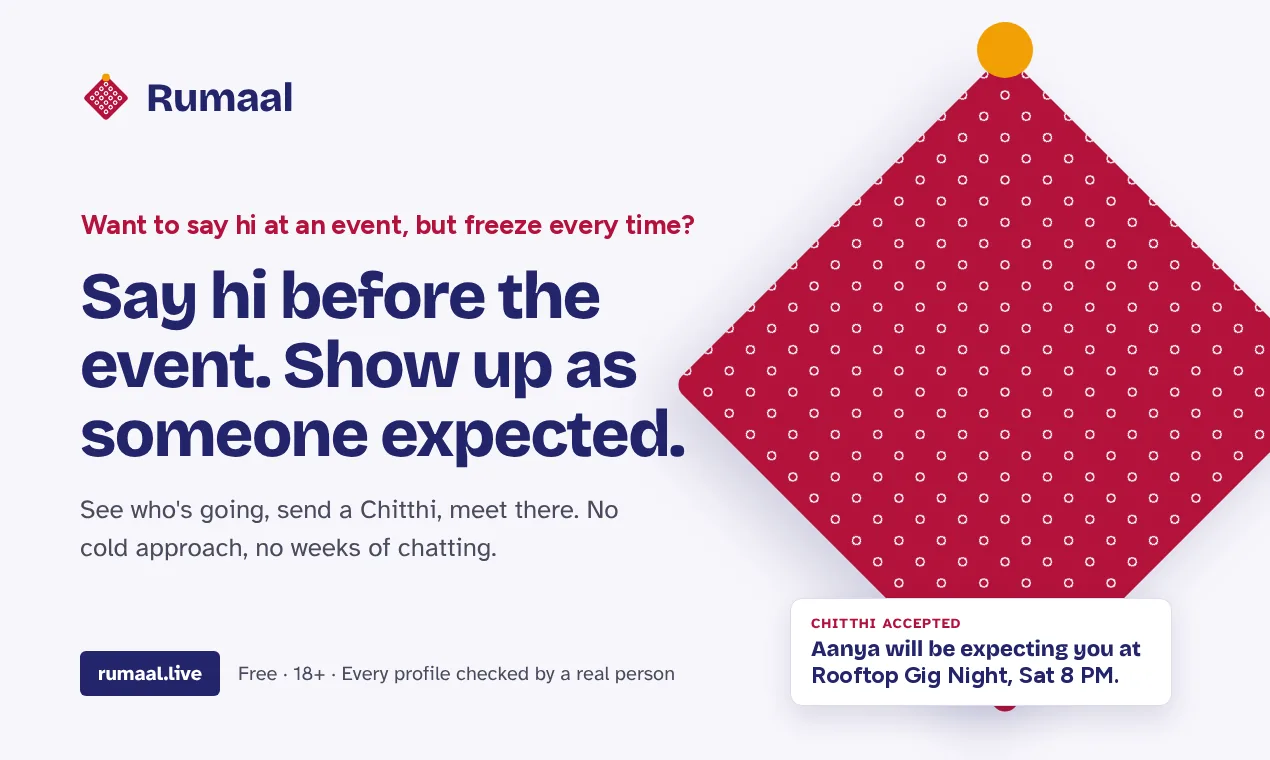 Rumaal
Want to say hi at an event, but freeze every time?
Say hi before the
event. Show up as
someone expected.
See who's going, send a Chitthi, meet there. No
cold approach, no weeks of chatting.
rumaal.live
Free · 18+ · Every profile checked by a real person
CHITTHI ACCEPTED
Aanya will be expecting you at
Rooftop Gig Night, Sat 8 PM.